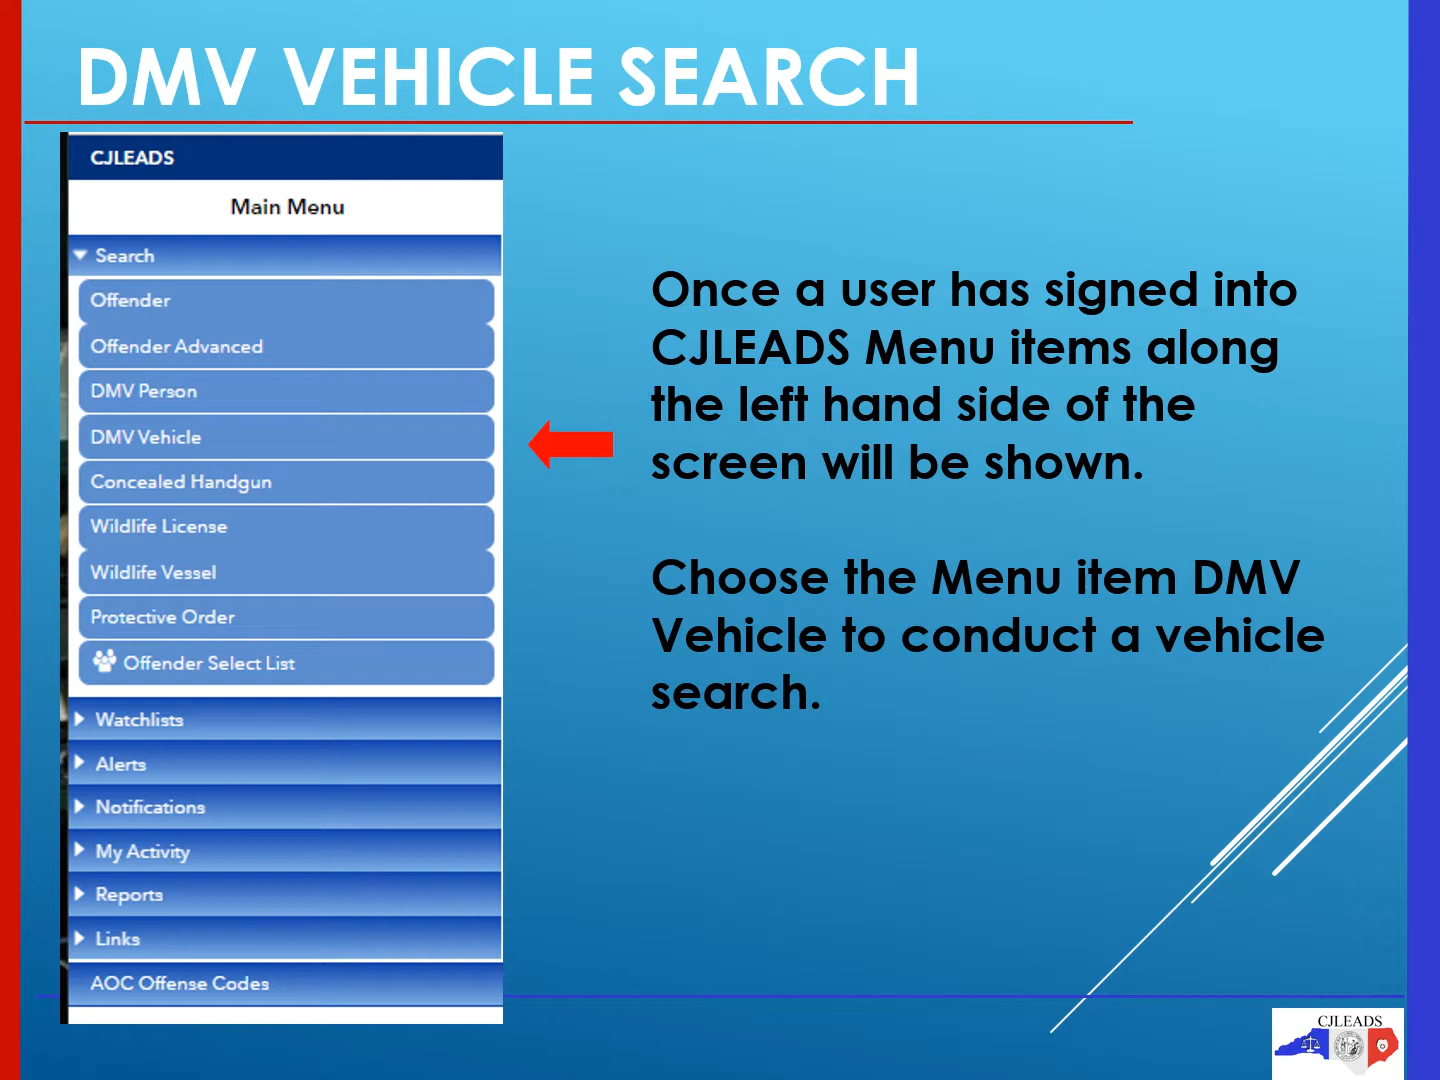 DMV VEHICLE SEARCH
CJLEADS
Main Menu
Search
Offender
Offender Advanced
DMV Person
DMV Vehicle
Concealed Handgun
Wildlife License
Wildlife Vessel
Protective Order
Offender Select List
Watchlists
Alerts
Notifications
My Activity
Reports
Links
AOC Offense Codes
Once a user has signed into
CJLEADS Menu items along
the left hand side of the
screen will be shown.
Choose the Menu item DMV
Vehicle to conduct a vehicle
search.
CJLEADS